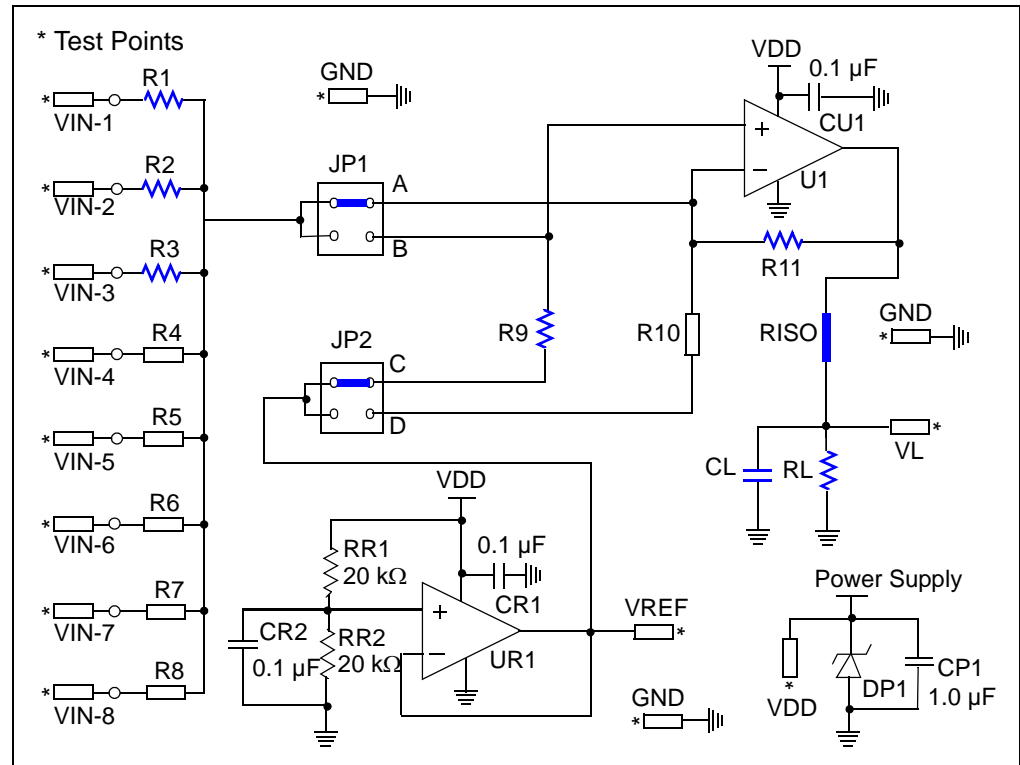 * Test Points
* VIN-1
R1
* VIN-2
R2
* VIN-3
R3
* VIN-4
R4
* VIN-5
R5
* VIN-6
R6
* VIN-7
R7
* VIN-8
R8
GND
*
JP1
A
B
JP2
C
D
VDD
0.1 µF
CU1
+
−
U1
R11
R9
R10
RISO
GND
*
CL
RL
VL
*
VDD
RR1
20 kΩ
0.1 µF
CR1
CR2
0.1 µF
RR2
20 kΩ
+
−
UR1
VREF
*
GND
*
Power Supply
*
VDD
DP1
CP1
1.0 µF